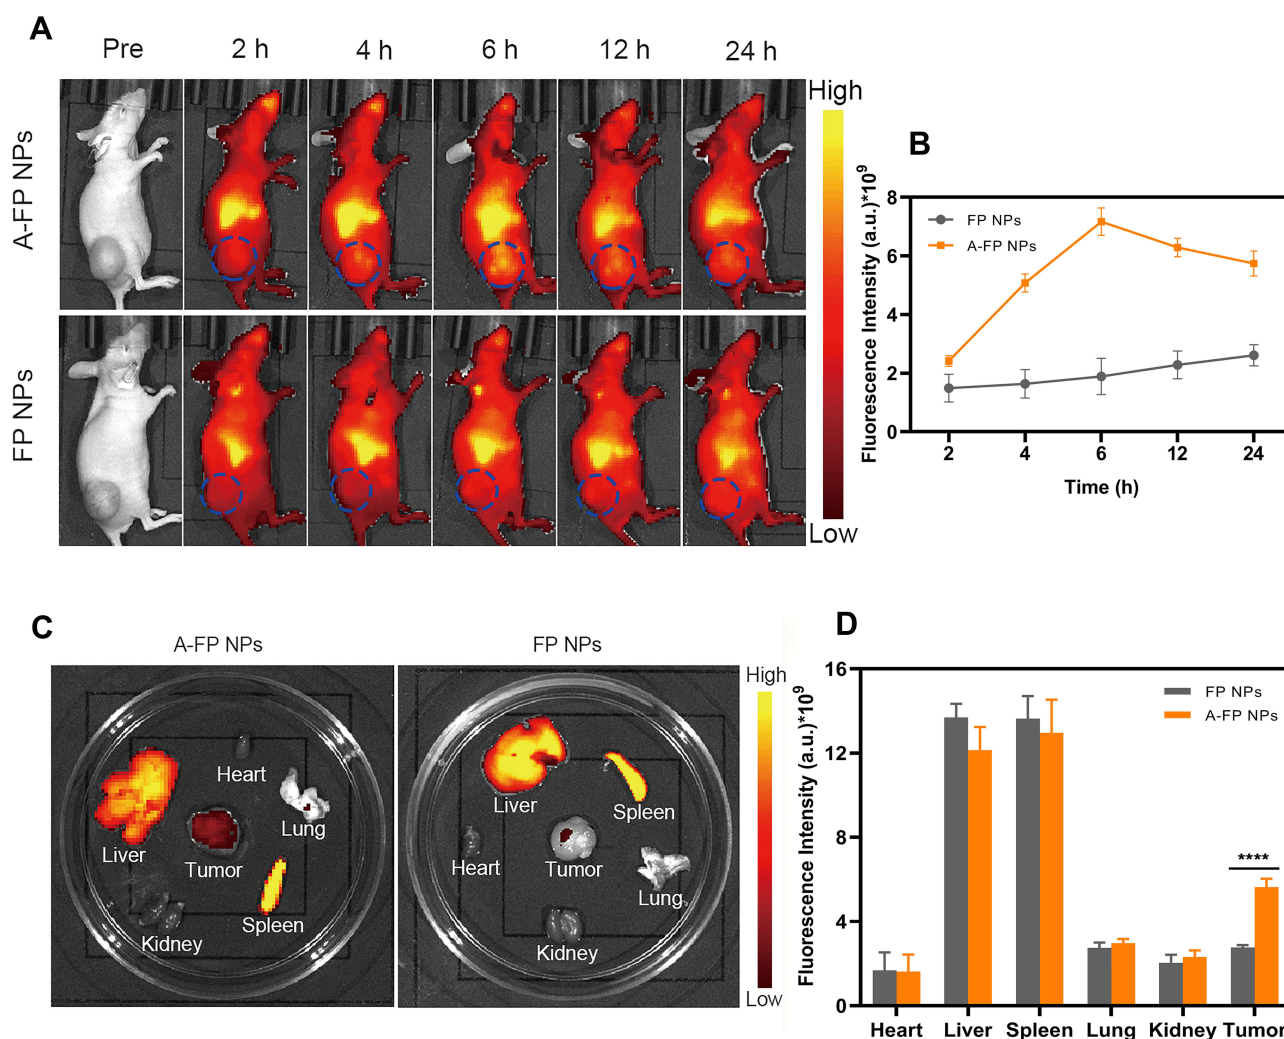 A
Pre 2 h 4 h 6 h 12 h 24 h
A-FP NPs
FP NPs
High
Low
B
Fluorescence Intensity (a.u.)*10⁹
8
6
4
2
0
FP NPs
A-FP NPs
2 4 6 12 24
Time (h)
C
A-FP NPs
FP NPs
Heart
Lung
Liver
Tumor
Spleen
Kidney
Liver
Spleen
Heart
Tumor
Lung
Kidney
High
Low
D
Fluorescence Intensity (a.u.)*10⁹
16
12
8
4
0
FP NPs
A-FP NPs
****
Heart Liver Spleen Lung Kidney Tumor